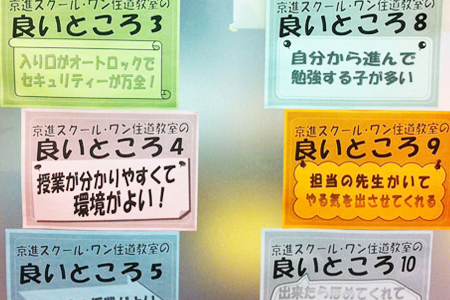 京進スクール・ワン住道教室の
良いところ3
入り口がオートロックで
セキュリティーが万全!
京進スクール・ワン住道教室の
良いところ4
授業が分かりやすくて
環境がよい!
京進スクール・ワン住道教室の
良いところ5
京進スクール・ワン住道教室の
良いところ8
自分から進んで
勉強する子が多い
京進スクール・ワン住道教室の
良いところ9
担当の先生がいて
やる気を出させてくれる
京進スクール・ワン住道教室の
良いところ10
出来たら褒めてくれて